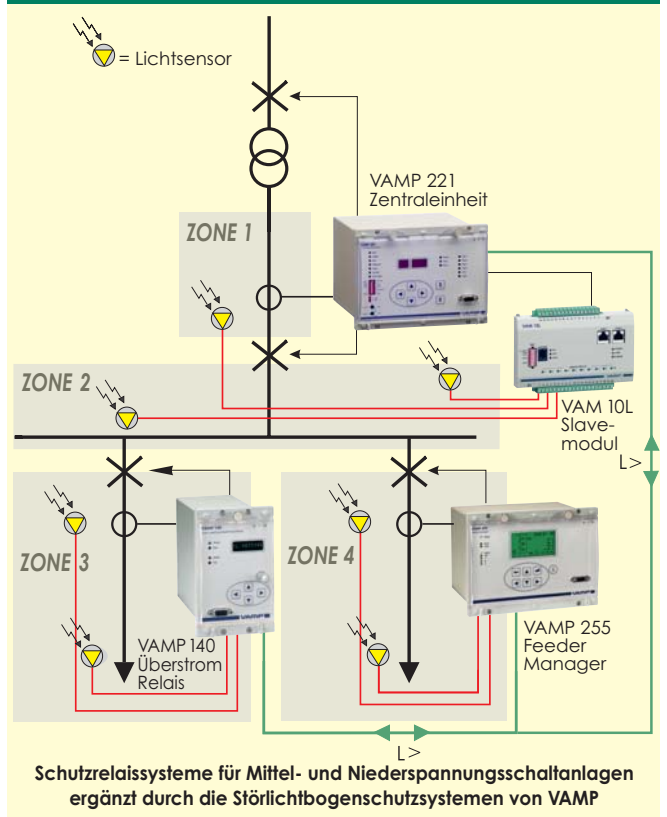 = Lichtsensor
VAMP 221
Zentraleinheit
ZONE 1
ZONE 2
VAM 10L
Slave-
modul
L>
ZONE 3
ZONE 4
VAMP 140
Überstrom
Relais
VAMP 255
Feeder
Manager
L>
Schutzrelaissysteme für Mittel- und Niederspannungsschaltanlagen
ergänzt durch die Störlichtbogenschutzsystemen von VAMP